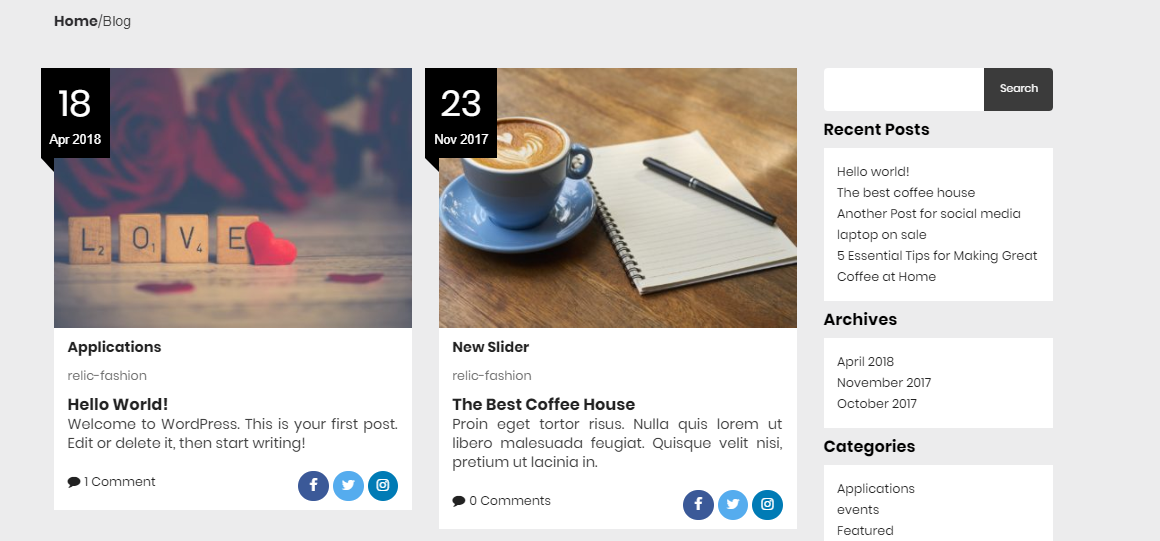 Home/Blog
18
Apr 2018
L2 O1 V4 E
Applications
relic-fashion
Hello World!
Welcome to WordPress. This is your first post.
Edit or delete it, then start writing!
1 Comment
23
Nov 2017
New Slider
relic-fashion
The Best Coffee House
Proin eget tortor risus. Nulla quis lorem ut
libero malesuada feugiat. Quisque velit nisi,
pretium ut lacinia in.
0 Comments
Search
Recent Posts
Hello world!
The best coffee house
Another Post for social media
laptop on sale
5 Essential Tips for Making Great
Coffee at Home
Archives
April 2018
November 2017
October 2017
Categories
Applications
events
Featured